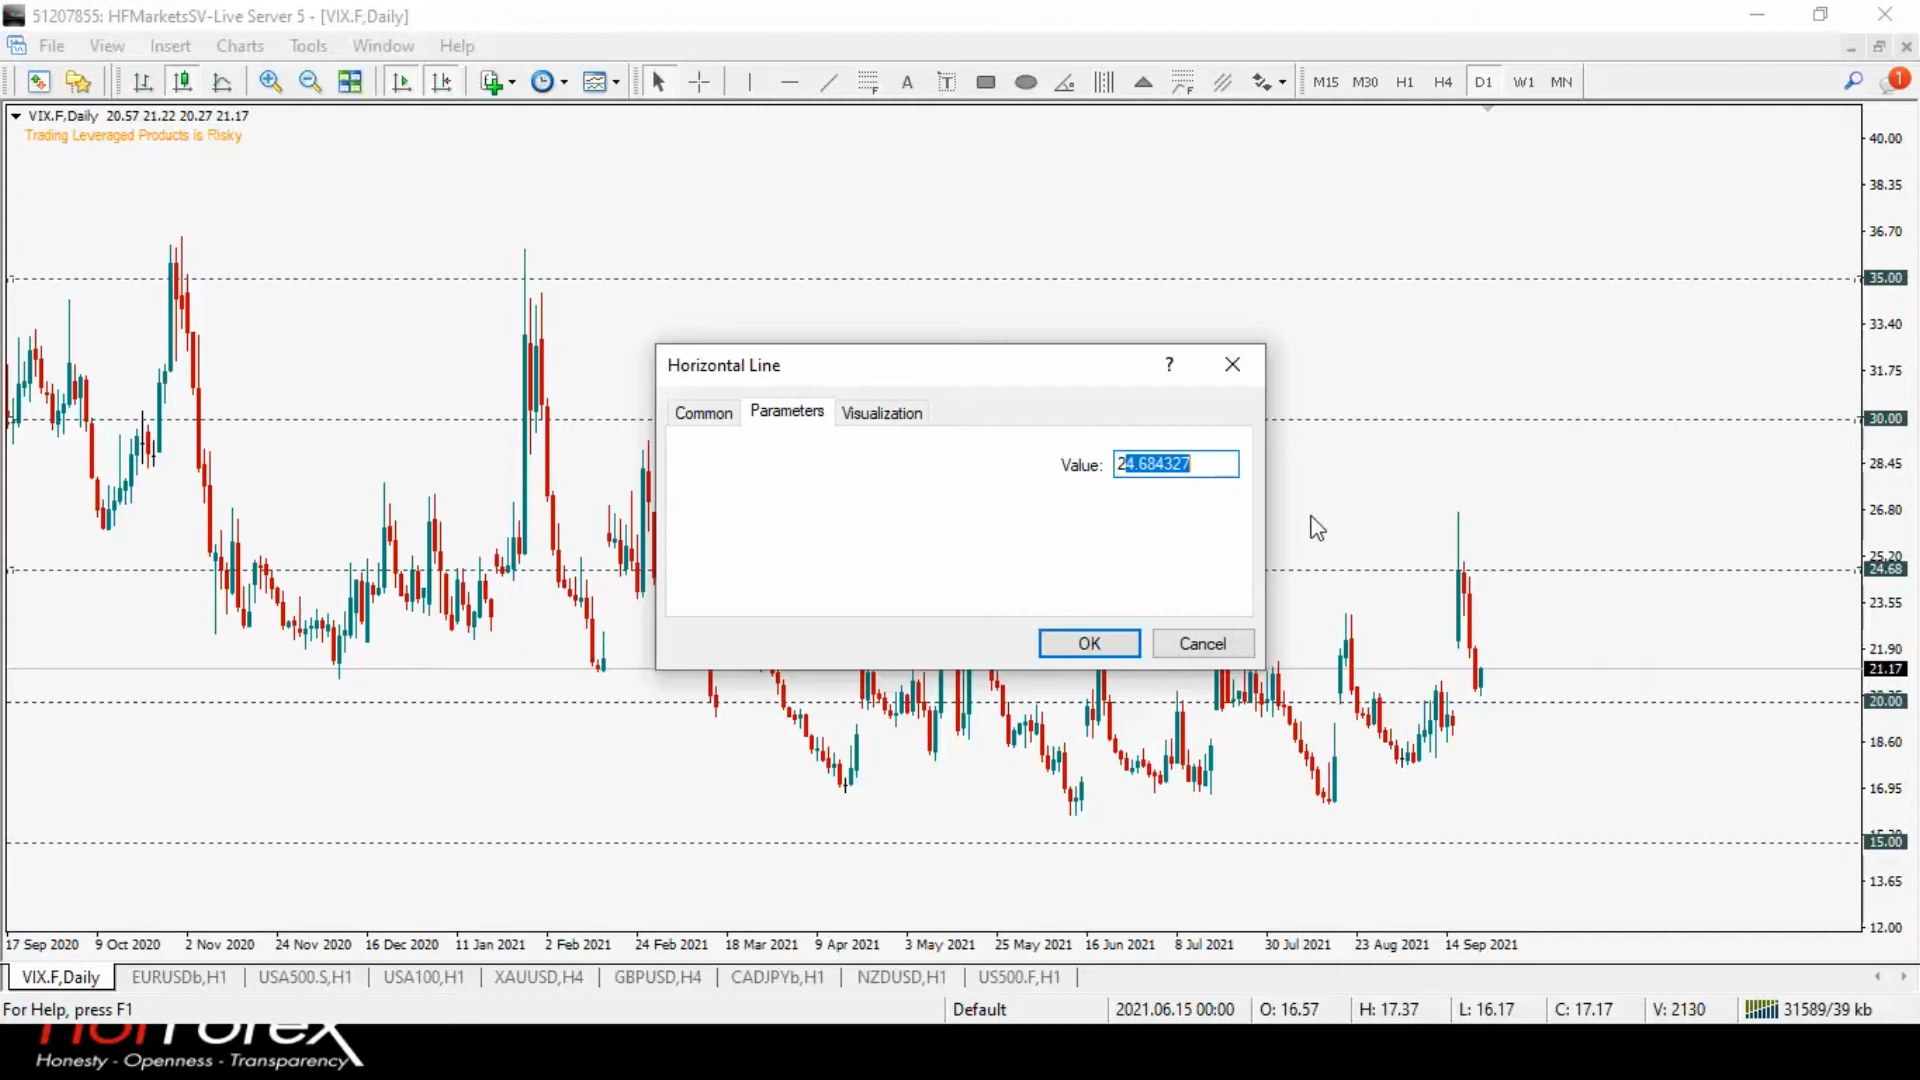 51207855: HFMarketsSV-Live Server 5 - [VIX.F,Daily]
File View Insert Charts Tools Window Help
M15 M30 H1 H4 D1 W1 MN
1
VIX.F,Daily 20.57 21.22 20.27 21.17
Trading Leveraged Products is Risky
40.00
38.35
36.70
35.00
33.40
31.75
30.00
28.45
26.80
25.20
24.68
23.55
21.90
21.17
20.00
18.60
16.95
15.00
13.65
12.00
Horizontal Line
Common Parameters Visualization
Value: 24.684327
OK Cancel
17 Sep 2020 9 Oct 2020 2 Nov 2020 24 Nov 2020 16 Dec 2020 11 Jan 2021 2 Feb 2021 24 Feb 2021 18 Mar 2021 9 Apr 2021 3 May 2021 25 May 2021 16 Jun 2021 8 Jul 2021 30 Jul 2021 23 Aug 2021 14 Sep 2021
VIX.F,Daily EURUSDb,H1 USA500.S,H1 USA100,H1 XAUUSD,H4 GBPUSD,H4 CADJPYb,H1 NZDUSD,H1 US500.F,H1
For Help, press F1 Default 2021.06.15 00:00 O: 16.57 H: 17.37 L: 16.17 C: 17.17 V: 2130 31589/39 kb
Honesty - Openness - Transparency